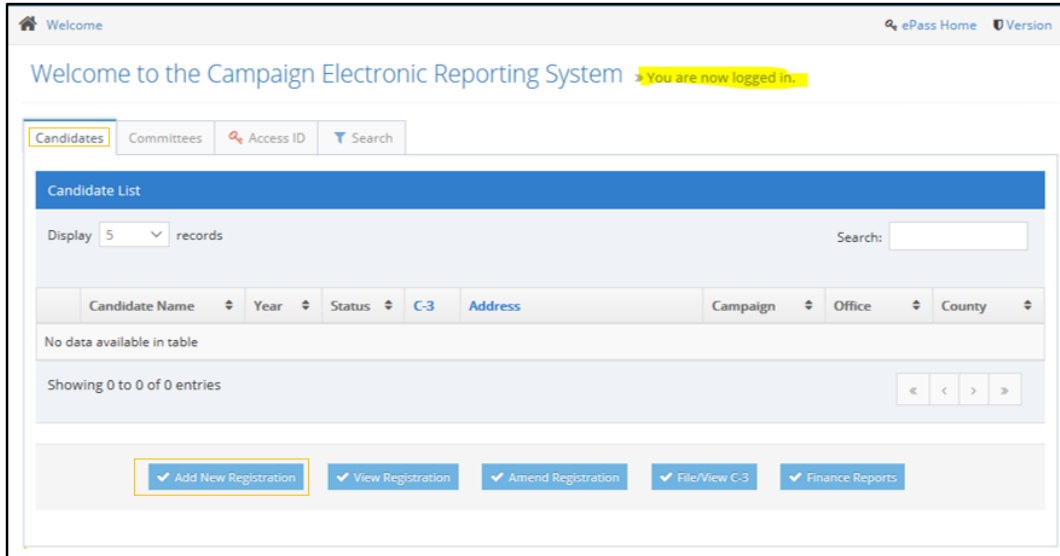 Welcome ePass Home Version
Welcome to the Campaign Electronic Reporting System » You are now logged in.
Candidates Committees Access ID Search
Candidate List
Display 5 records Search:
Candidate Name Year Status C-3 Address Campaign Office County
No data available in table
Showing 0 to 0 of 0 entries « < > »
Add New Registration View Registration Amend Registration File/View C-3 Finance Reports